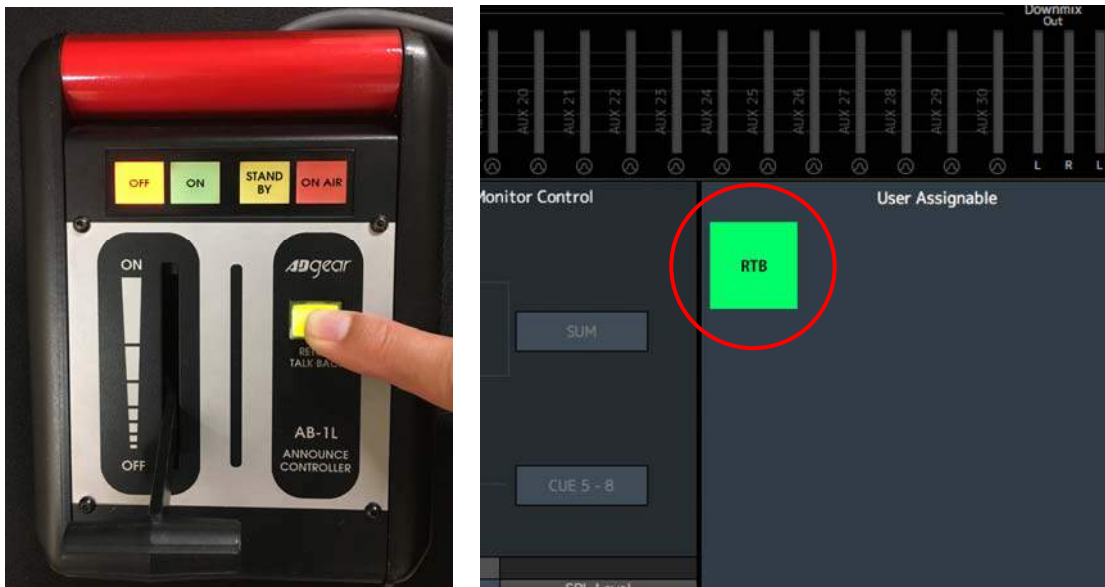 OFF
ON
STAND
BY
ON AIR
ON
ADgear
TALK BACK
AB-1L
ANNOUNCE
CONTROLLER
OFF
Downmix
Out
AUX 20
AUX 21
AUX 22
AUX 23
AUX 24
AUX 25
AUX 26
AUX 27
AUX 28
AUX 29
AUX 30
L R L
Monitor Control
User Assignable
RTB
SUM
CUE 5 - 8